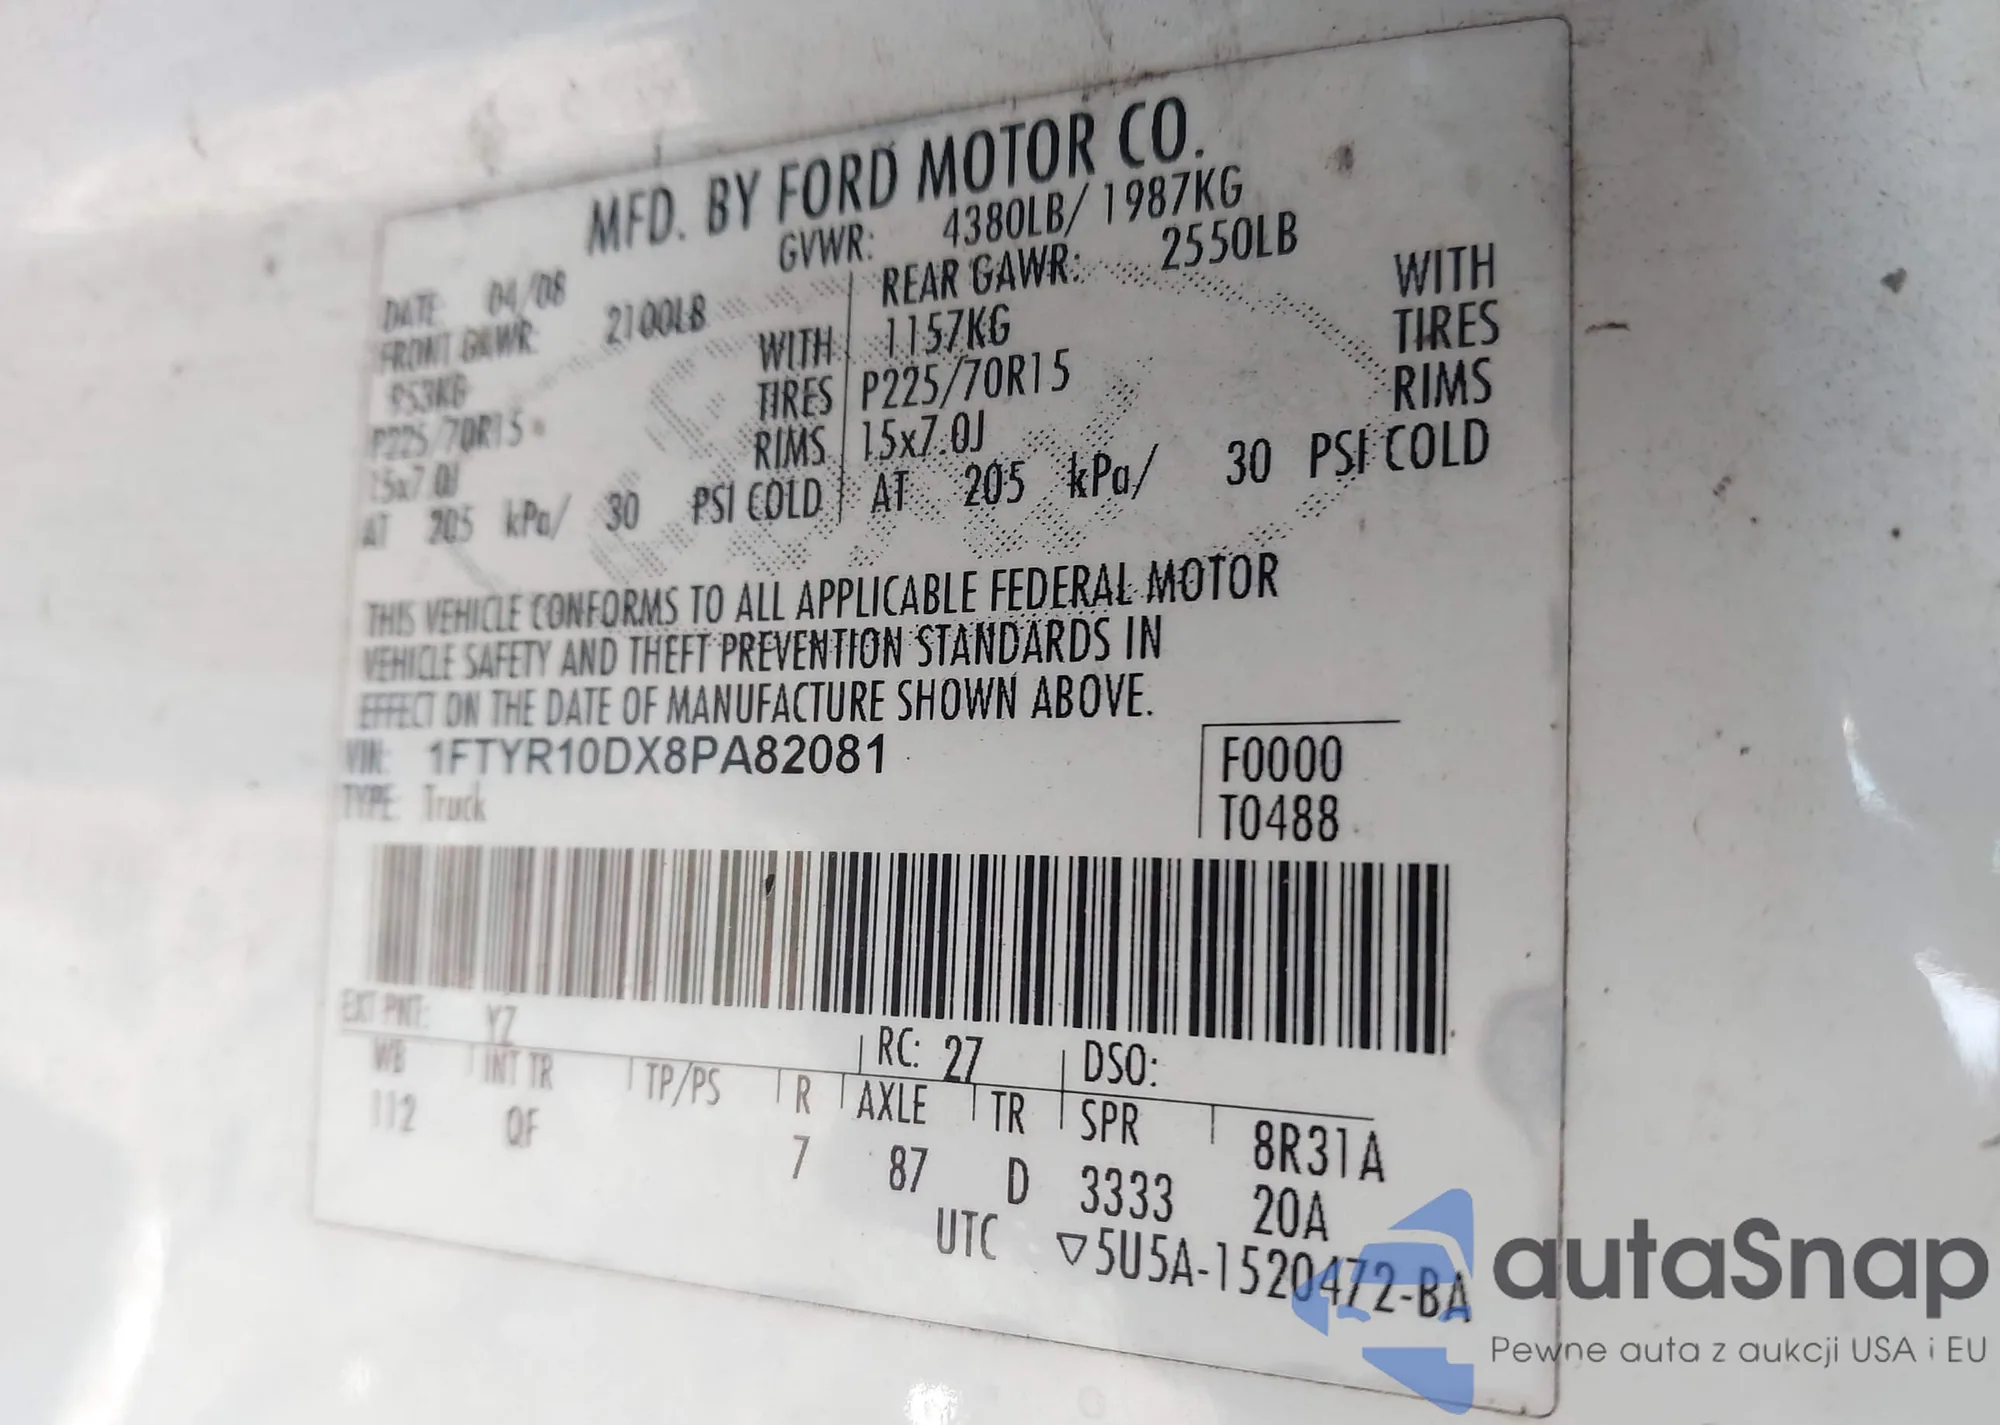 MFD. BY FORD MOTOR CO.
DATE: 04/08 GVWR: 4380LB/ 1987KG
FRONT GAWR: 2100LB REAR GAWR: 2550LB
953KG WITH 1157KG WITH
P225/70R15 TIRES P225/70R15 TIRES
15x7.0J RIMS 15x7.0J RIMS
AT 205 kPa/ 30 PSI COLD AT 205 kPa/ 30 PSI COLD
THIS VEHICLE CONFORMS TO ALL APPLICABLE FEDERAL MOTOR
VEHICLE SAFETY AND THEFT PREVENTION STANDARDS IN
EFFECT ON THE DATE OF MANUFACTURE SHOWN ABOVE.
VIN: 1FTYR10DX8PA82081 F0000
TYPE: Truck T0488
EXT PNT: YZ RC: 27 DSO:
WB INT TR TP/PS R AXLE TR SPR 8R31A
112 QF 7 87 D 3333 20A
UTC ▽5U5A-1520472-BA
autaSnap
Pewne auta z aukcji USA i EU